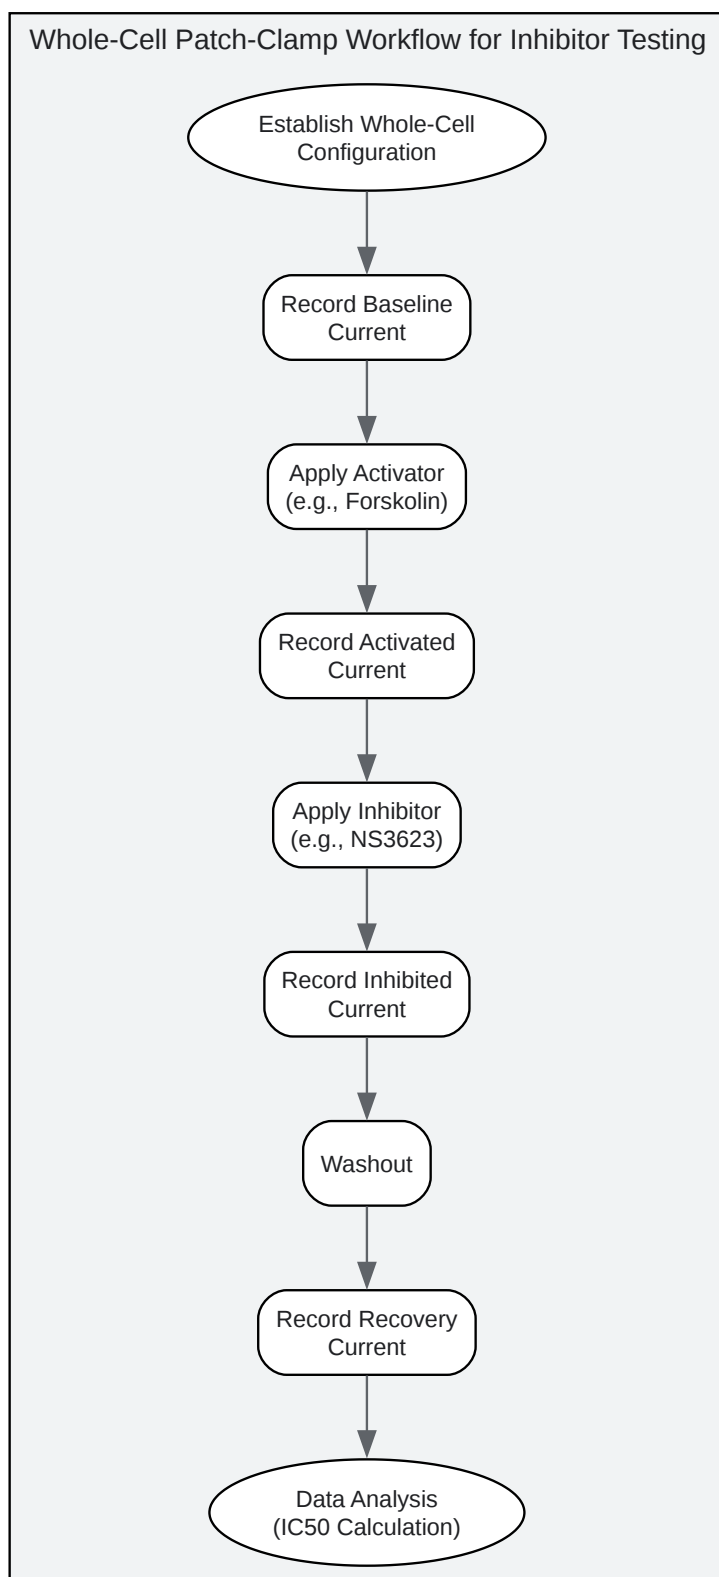 Whole-Cell Patch-Clamp Workflow for Inhibitor Testing
Establish Whole-Cell
Configuration
Record Baseline
Current
Apply Activator
(e.g., Forskolin)
Record Activated
Current
Apply Inhibitor
(e.g., NS3623)
Record Inhibited
Current
Washout
Record Recovery
Current
Data Analysis
(IC50 Calculation)